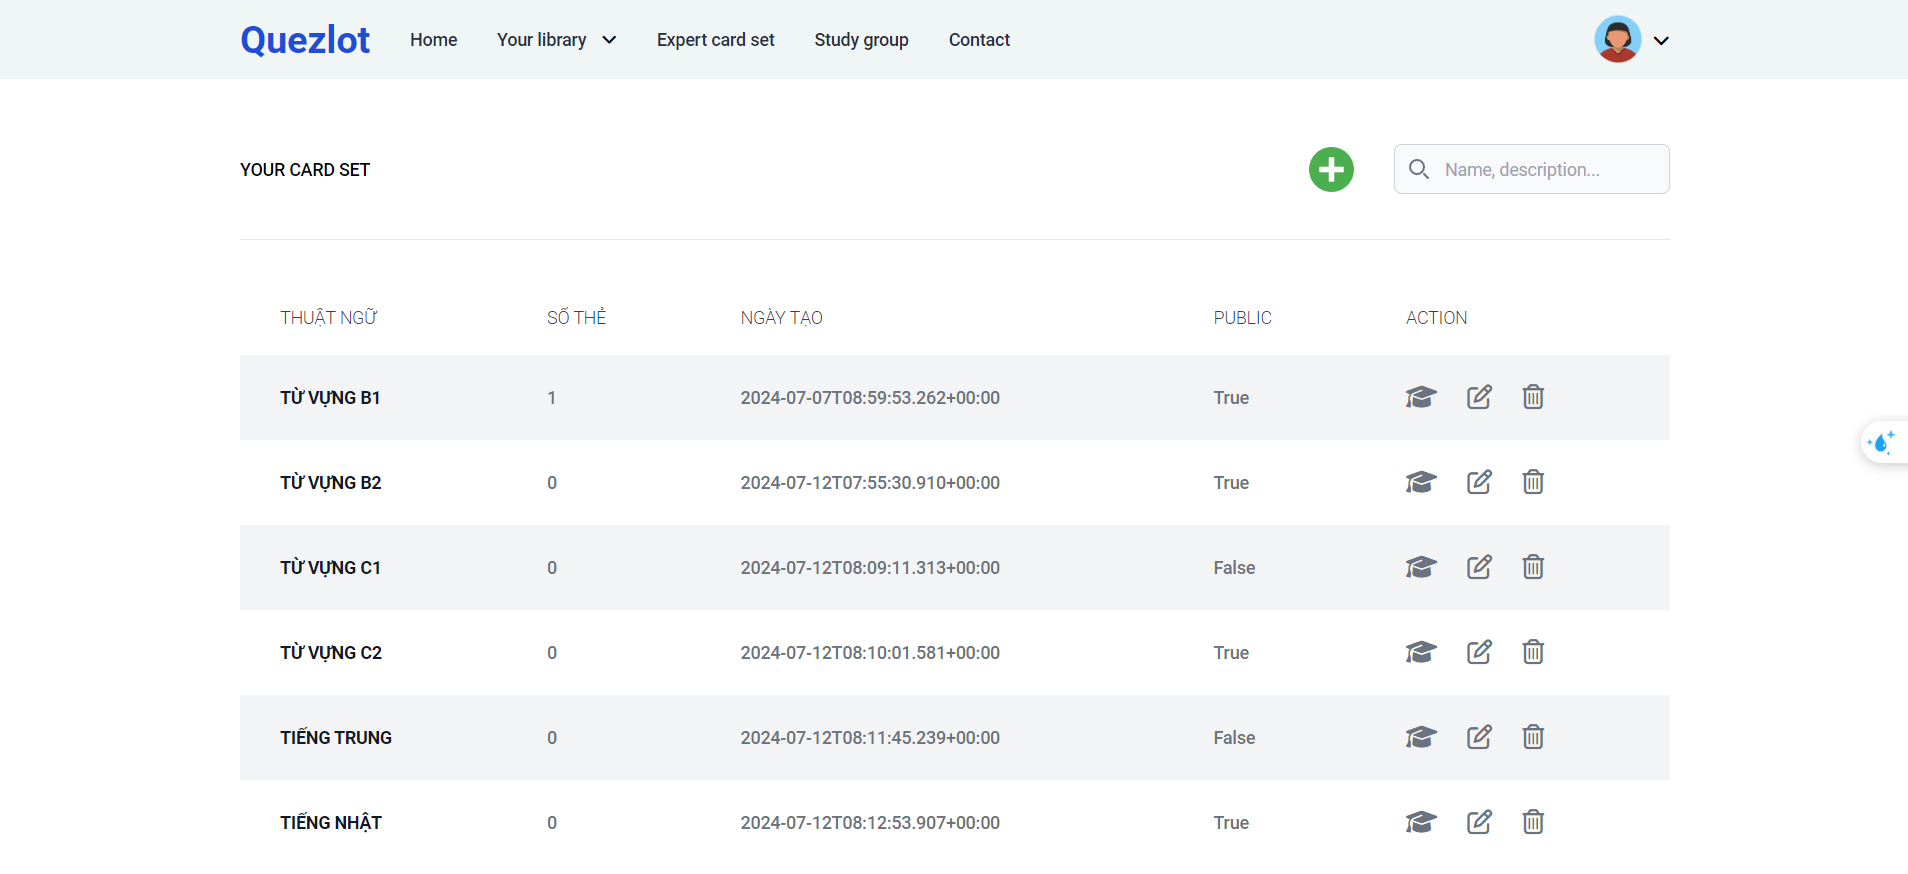 Quezlot Home Your library Expert card set Study group Contact
YOUR CARD SET Name, description...
THUẬT NGỮ SỐ THẺ NGÀY TẠO PUBLIC ACTION
TỪ VỰNG B1 1 2024-07-07T08:59:53.262+00:00 True
TỪ VỰNG B2 0 2024-07-12T07:55:30.910+00:00 True
TỪ VỰNG C1 0 2024-07-12T08:09:11.313+00:00 False
TỪ VỰNG C2 0 2024-07-12T08:10:01.581+00:00 True
TIẾNG TRUNG 0 2024-07-12T08:11:45.239+00:00 False
TIẾNG NHẬT 0 2024-07-12T08:12:53.907+00:00 True